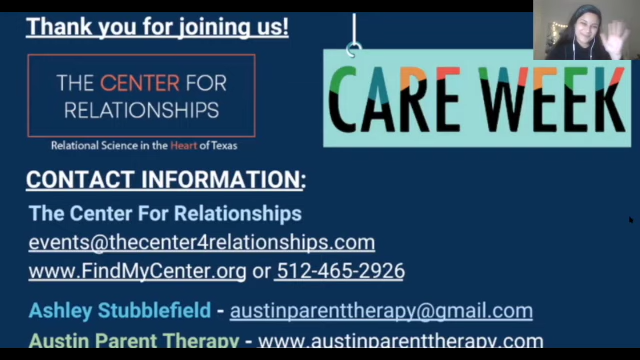 Thank you for joining us!
THE CENTER FOR
RELATIONSHIPS
Relational Science in the Heart of Texas
CARE WEEK
CONTACT INFORMATION:
The Center For Relationships
events@thecenter4relationships.com
www.FindMyCenter.org or 512-465-2926
Ashley Stubblefield - austinparenttherapy@gmail.com
Austin Parent Therapy - www.austinparenttherapy.com